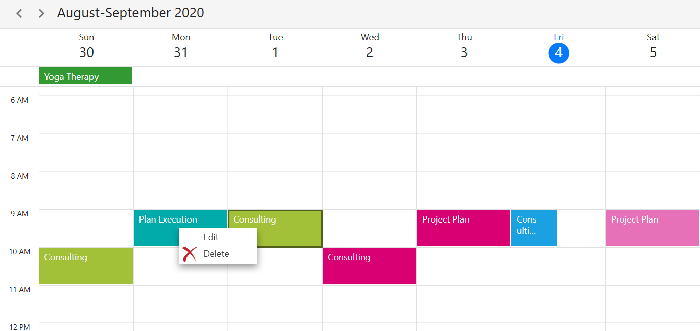 August-September 2020
Sun Mon Tue Wed Thu Fri Sat
30 31 1 2 3 4 5
Yoga Therapy
6 AM
7 AM
8 AM
9 AM
Plan Execution Consulting Project Plan Cons Project Plan
ulti...
Edit
Delete
10 AM
Consulting Consulting
11 AM
12 PM